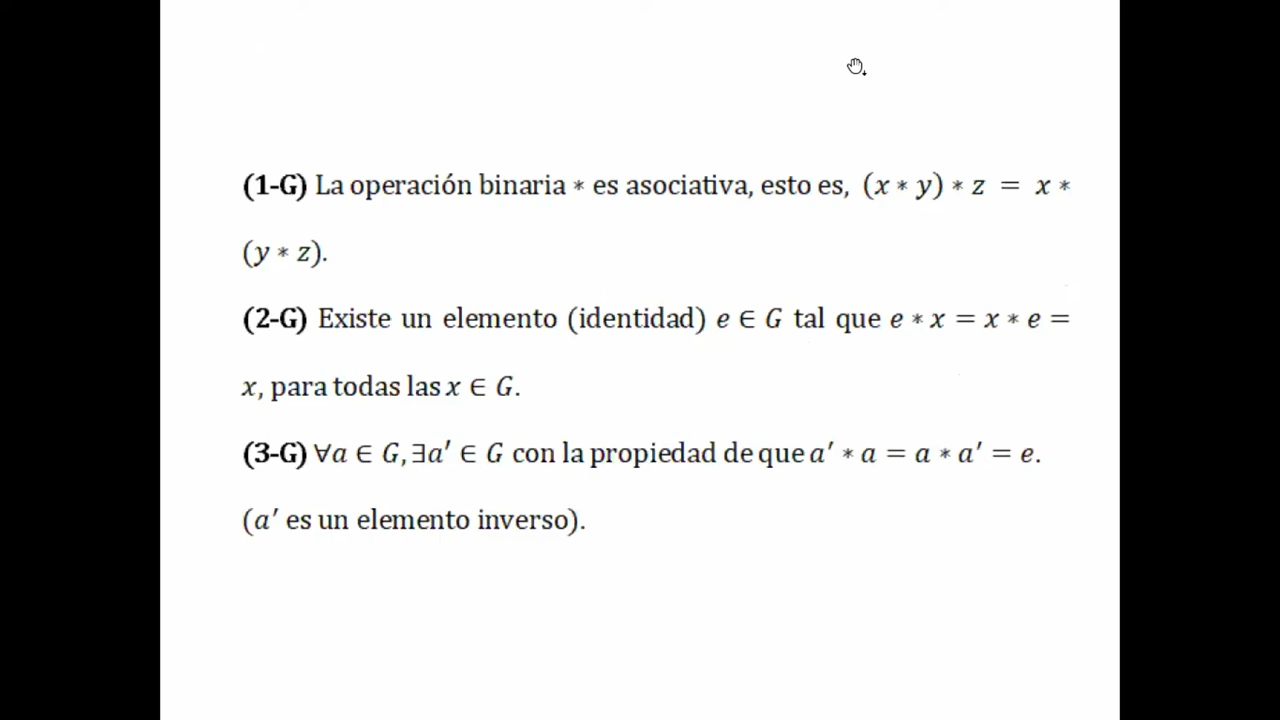 (1-G) La operación binaria ∗ es asociativa, esto es, (x ∗ y) ∗ z = x ∗
(y ∗ z).
(2-G) Existe un elemento (identidad) e ∈ G tal que e ∗ x = x ∗ e =
x, para todas las x ∈ G.
(3-G) ∀a ∈ G, ∃a′ ∈ G con la propiedad de que a′ ∗ a = a ∗ a′ = e.
(a′ es un elemento inverso).